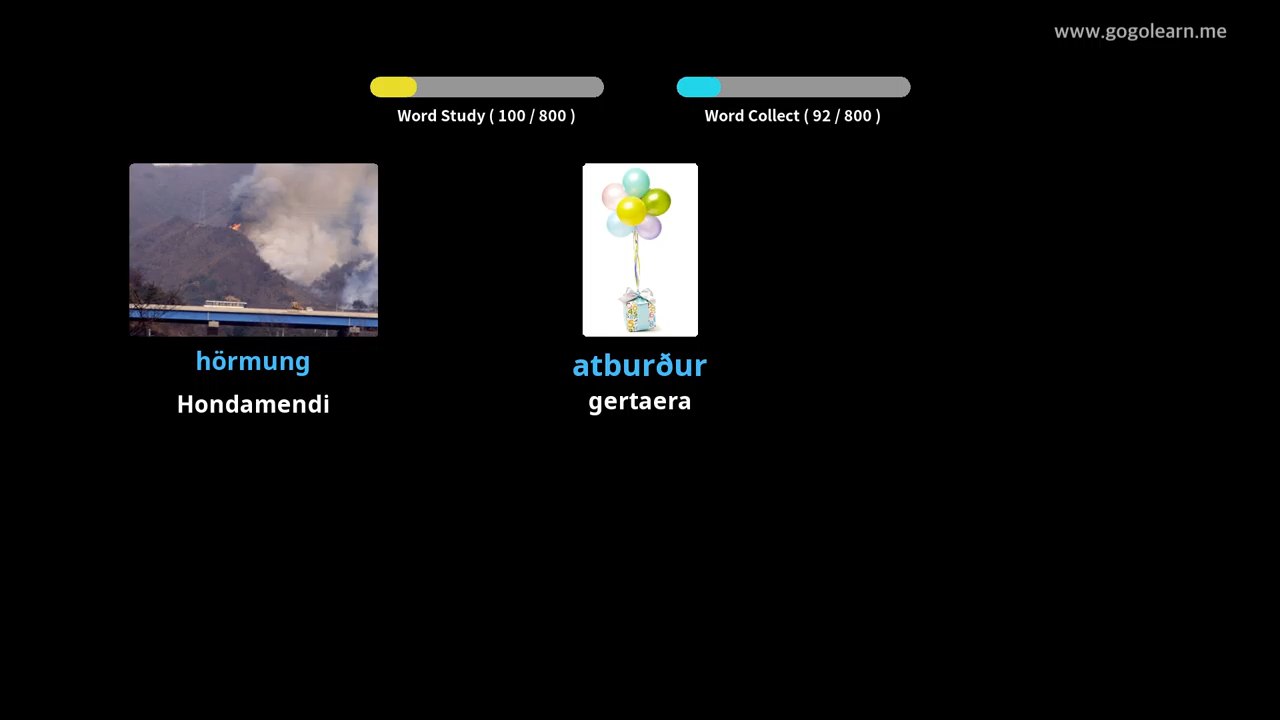 www.gogolearn.me
Word Study ( 100 / 800 )
Word Collect ( 92 / 800 )
hörmung
Hondamendi
atburður
gertaera